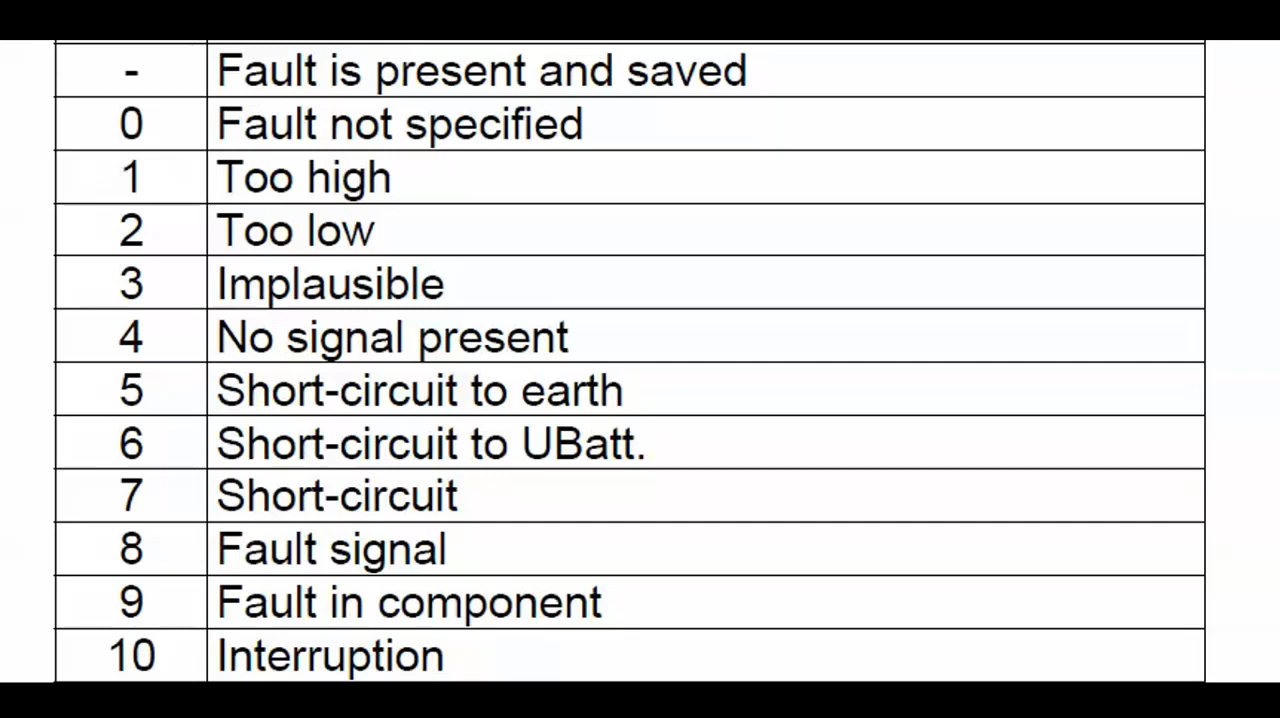 - Fault is present and saved
0 Fault not specified
1 Too high
2 Too low
3 Implausible
4 No signal present
5 Short-circuit to earth
6 Short-circuit to UBatt.
7 Short-circuit
8 Fault signal
9 Fault in component
10 Interruption